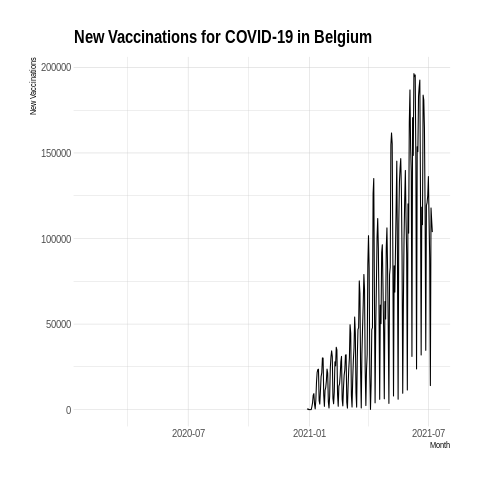 New Vaccinations for COVID-19 in Belgium
New Vaccinations
200000
150000
100000
50000
0
2020-07
2021-01
2021-07
Month